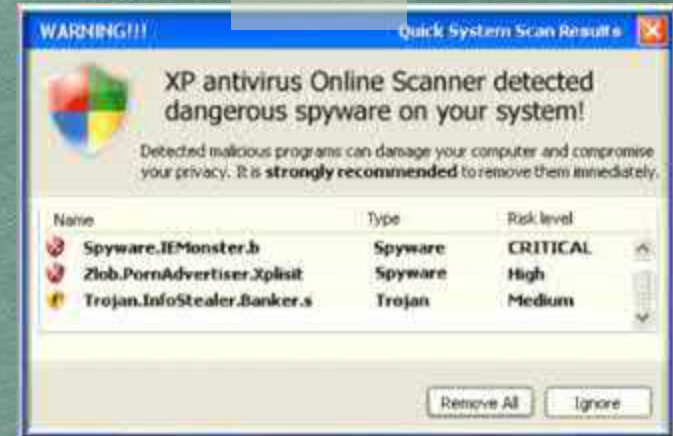 WARNING!!! Quick System Scan Results
XP antivirus Online Scanner detected
dangerous spyware on your system!
Detected malicious programs can damage your computer and compromise
your privacy. It is strongly recommended to remove them immediately.
Name Type Risk level
Spyware.IEMonster.b Spyware CRITICAL
Zlob.PornAdvertiser.Xplisit Spyware High
Trojan.InfoStealer.Banker.s Trojan Medium
Remove All Ignore